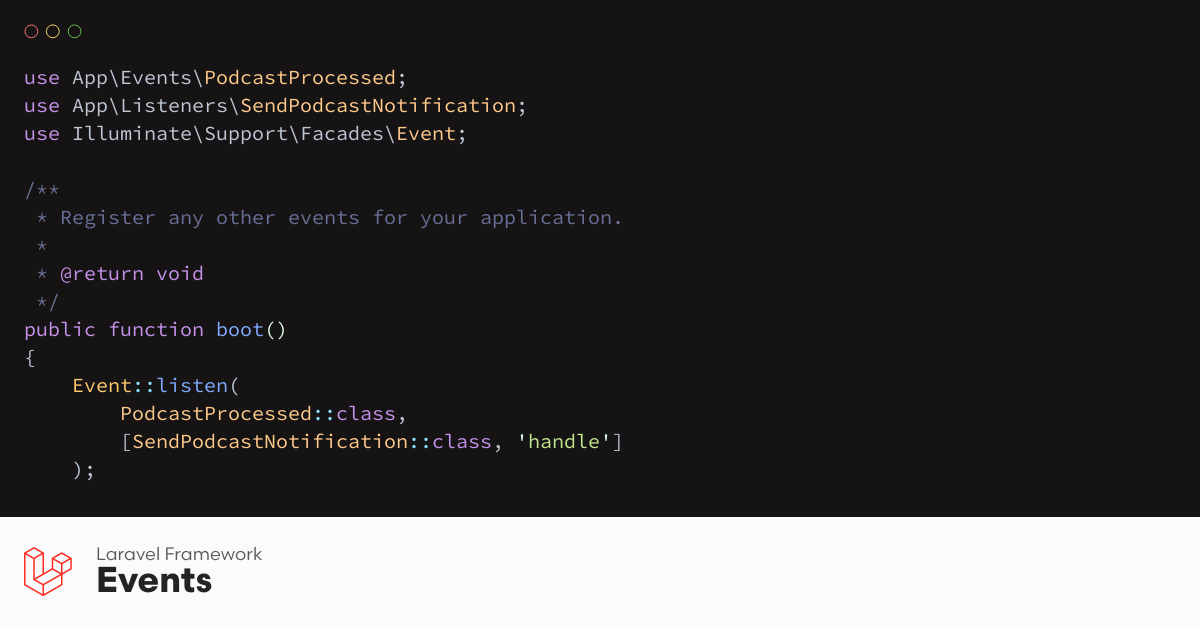 use App\Events\PodcastProcessed;
use App\Listeners\SendPodcastNotification;
use Illuminate\Support\Facades\Event;

/**
 * Register any other events for your application.
 *
 * @return void
 */
public function boot()
{
    Event::listen(
        PodcastProcessed::class,
        [SendPodcastNotification::class, 'handle']
    );
Laravel Framework
Events